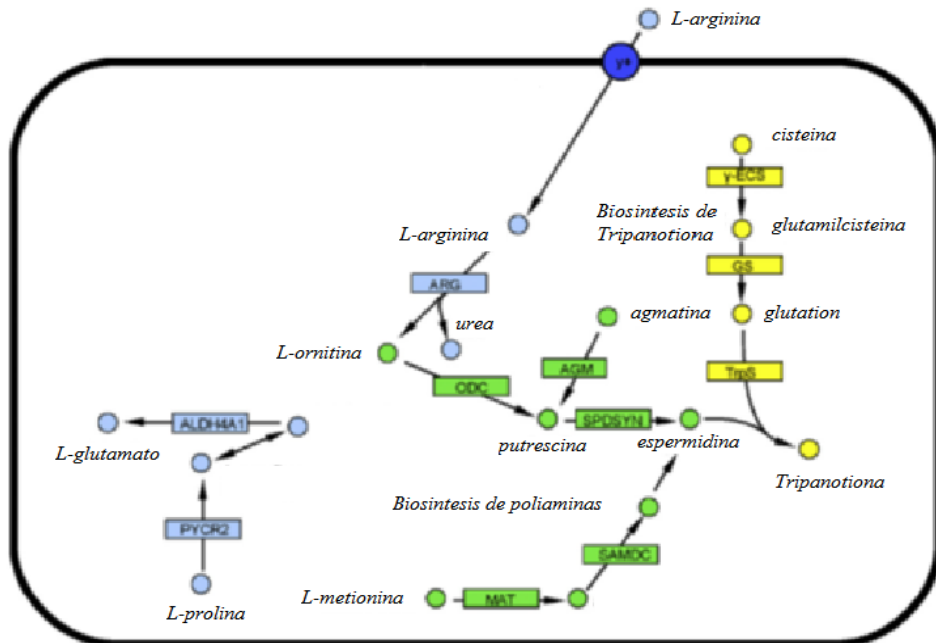 L-arginina
y+
cisteina
γ-ECS
Biosintesis de
Tripanotiona
glutamilcisteina
L-arginina
GS
ARG
urea
agmatina
glutation
L-ornitina
AGM
TrpS
ODC
SPDSYN
putrescina
espermidina
ALDH4A1
L-glutamato
Tripanotiona
Biosintesis de poliaminas
PYCR2
SAMDC
L-metionina
MAT
L-prolina